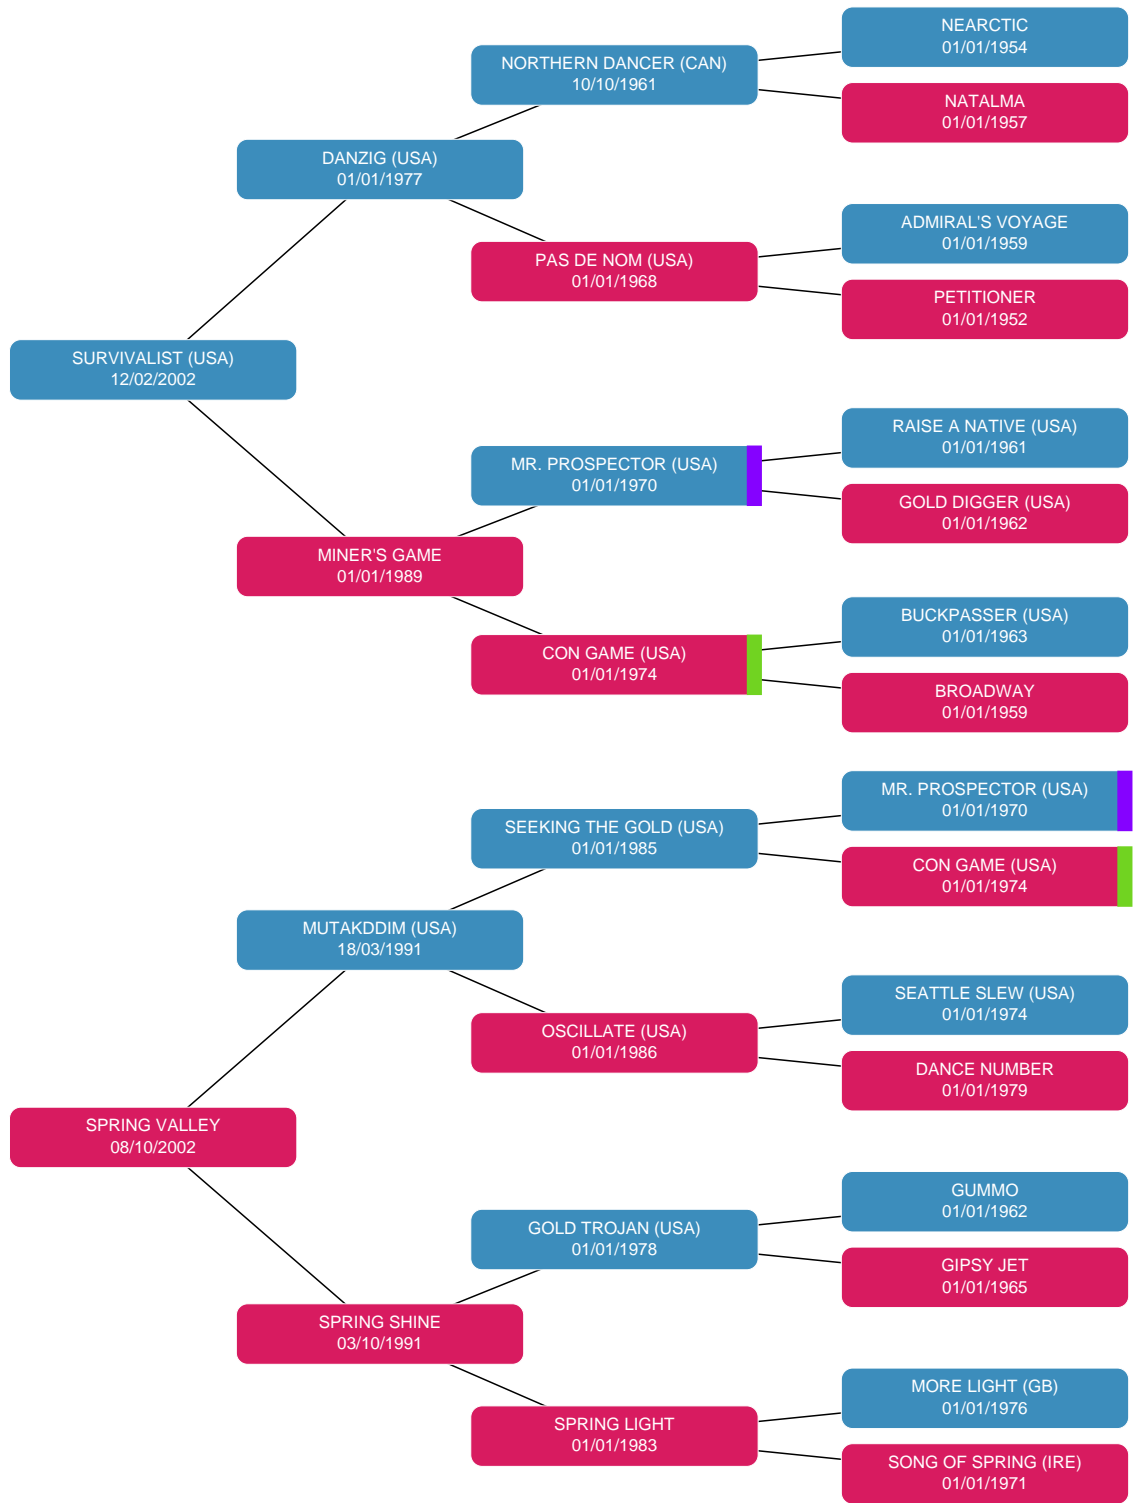 NEARCTIC
01/01/1954
NORTHERN DANCER (CAN)
10/10/1961
NATALMA
01/01/1957
DANZIG (USA)
01/01/1977
ADMIRAL'S VOYAGE
01/01/1959
PAS DE NOM (USA)
01/01/1968
PETITIONER
01/01/1952
SURVIVALIST (USA)
12/02/2002
RAISE A NATIVE (USA)
01/01/1961
MR. PROSPECTOR (USA)
01/01/1970
GOLD DIGGER (USA)
01/01/1962
MINER'S GAME
01/01/1989
BUCKPASSER (USA)
01/01/1963
CON GAME (USA)
01/01/1974
BROADWAY
01/01/1959
MR. PROSPECTOR (USA)
01/01/1970
SEEKING THE GOLD (USA)
01/01/1985
CON GAME (USA)
01/01/1974
MUTAKDDIM (USA)
18/03/1991
SEATTLE SLEW (USA)
01/01/1974
OSCILLATE (USA)
01/01/1986
DANCE NUMBER
01/01/1979
SPRING VALLEY
08/10/2002
GUMMO
01/01/1962
GOLD TROJAN (USA)
01/01/1978
GIPSY JET
01/01/1965
SPRING SHINE
03/10/1991
MORE LIGHT (GB)
01/01/1976
SPRING LIGHT
01/01/1983
SONG OF SPRING (IRE)
01/01/1971